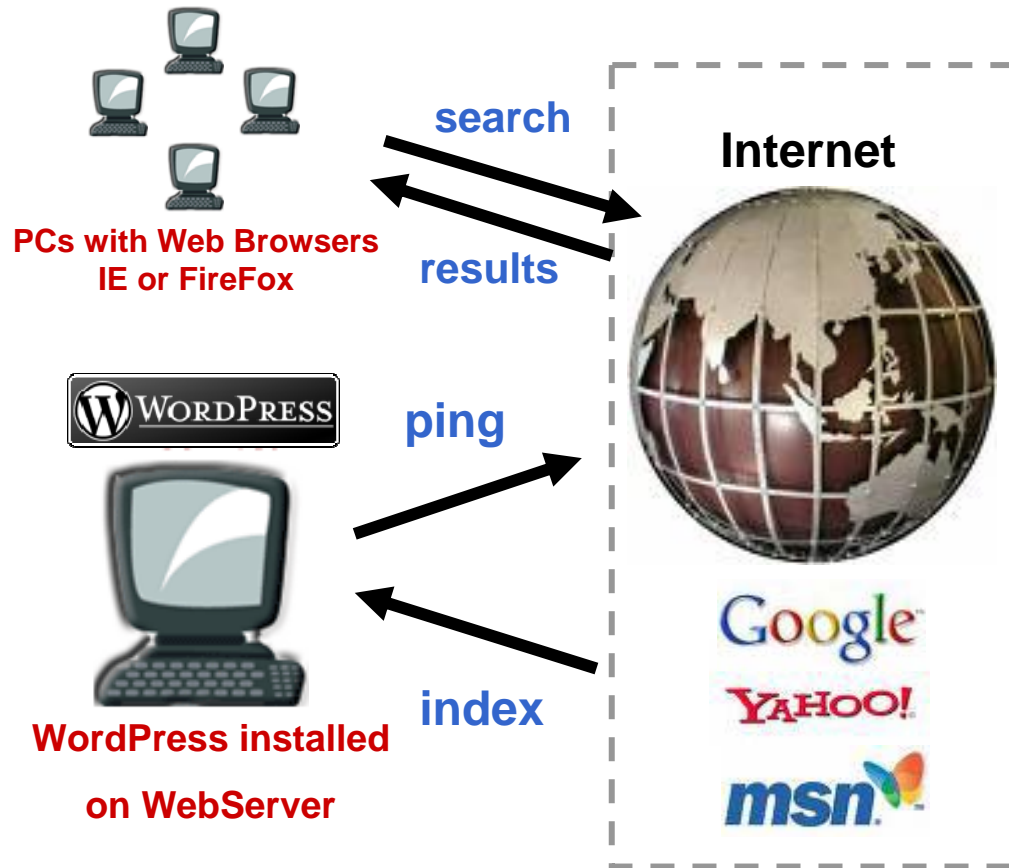 search
Internet
PCs with Web Browsers
IE or FireFox
results
WORDPRESS
ping
index
WordPress installed
on WebServer
Google
YAHOO!
msn